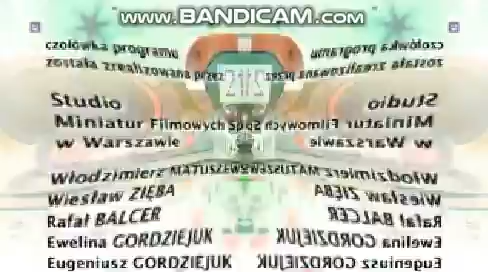 www.BANDICAM.com
czołówka programu
została zrealizowana przez
Studio
Miniatur Filmowych
w Warszawie
Włodzimierz MATUSZEWSKI
Wiesław ZIĘBA
Rafał BALCER
Ewelina GORDZIEJUK
Eugeniusz GORDZIEJUK